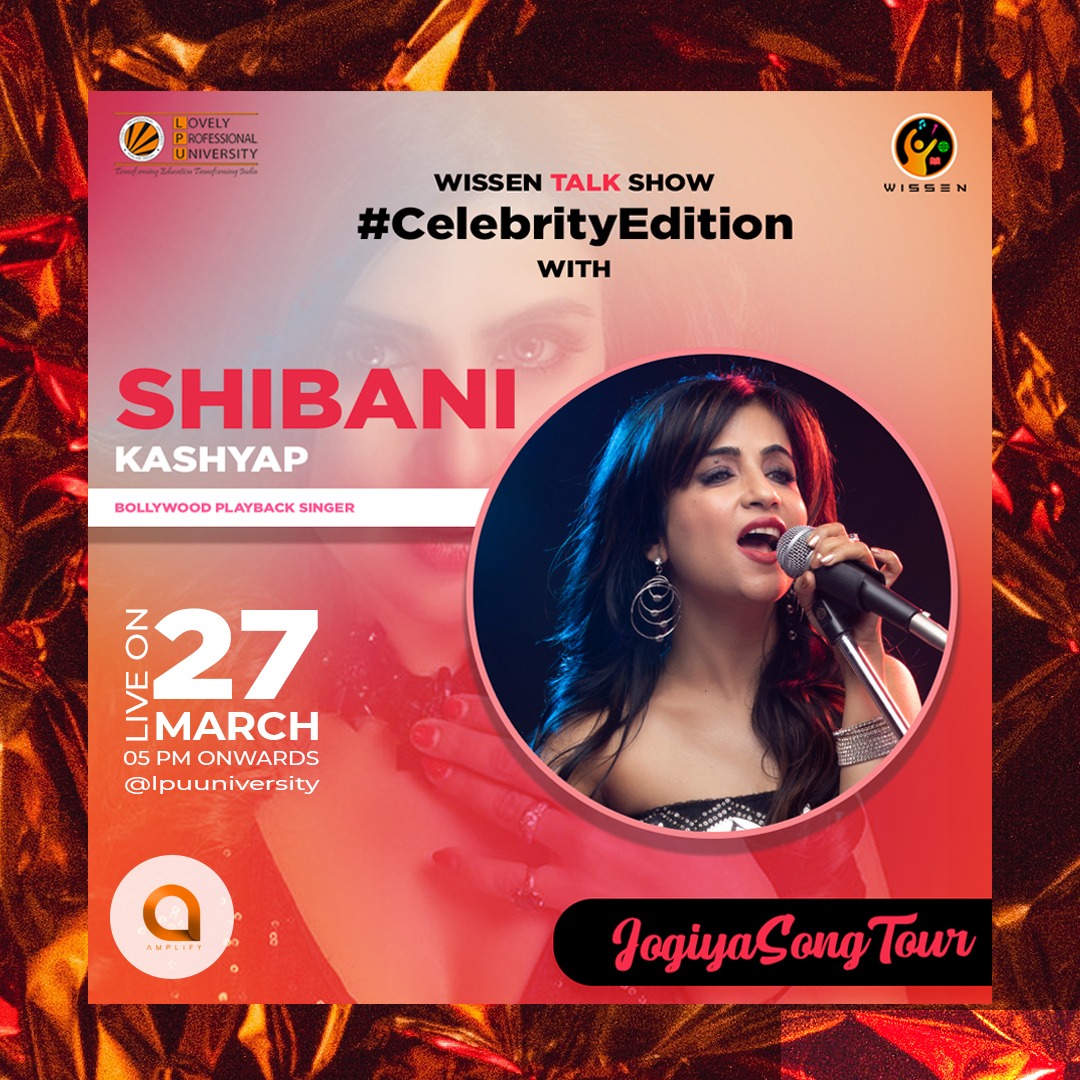 LOVELY
PROFESSIONAL
UNIVERSITY
Transforming Education Transforming India
WISSEN
WISSEN TALK SHOW
#CelebrityEdition
WITH
SHIBANI
KASHYAP
BOLLYWOOD PLAYBACK SINGER
LIVE ON
27
MARCH
05 PM ONWARDS
@lpuuniversity
AMPLIFY
JogiyaSongTour